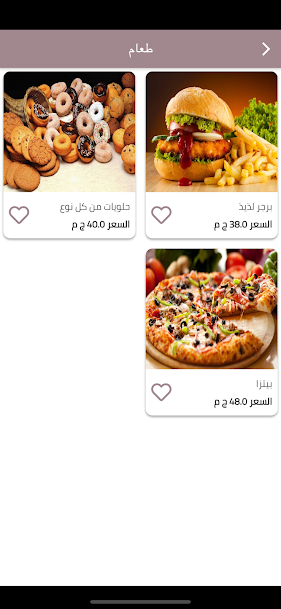 طعام
برجر لذيذ
السعر 38.0 ج م
حلويات من كل نوع
السعر 40.0 ج م
بيتزا
السعر 48.0 ج م